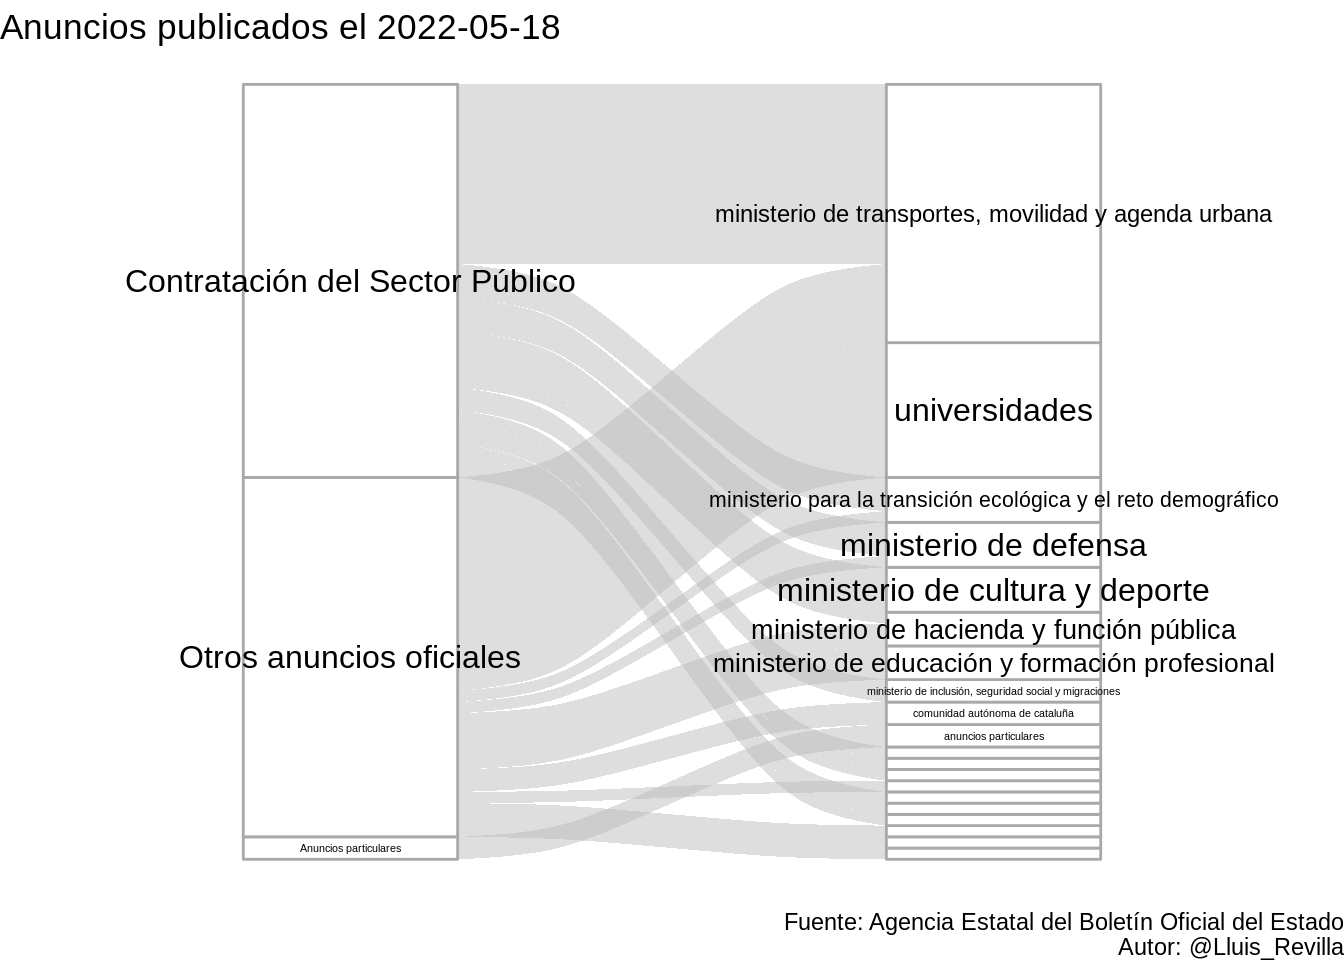 Anuncios publicados el 2022-05-18
Contratación del Sector Público
Otros anuncios oficiales
Anuncios particulares
ministerio de transportes, movilidad y agenda urbana
universidades
ministerio para la transición ecológica y el reto demográfico
ministerio de defensa
ministerio de cultura y deporte
ministerio de hacienda y función pública
ministerio de educación y formación profesional
ministerio de inclusión, seguridad social y migraciones
comunidad autónoma de cataluña
anuncios particulares
Fuente: Agencia Estatal del Boletín Oficial del Estado
Autor: @Lluis_Revilla